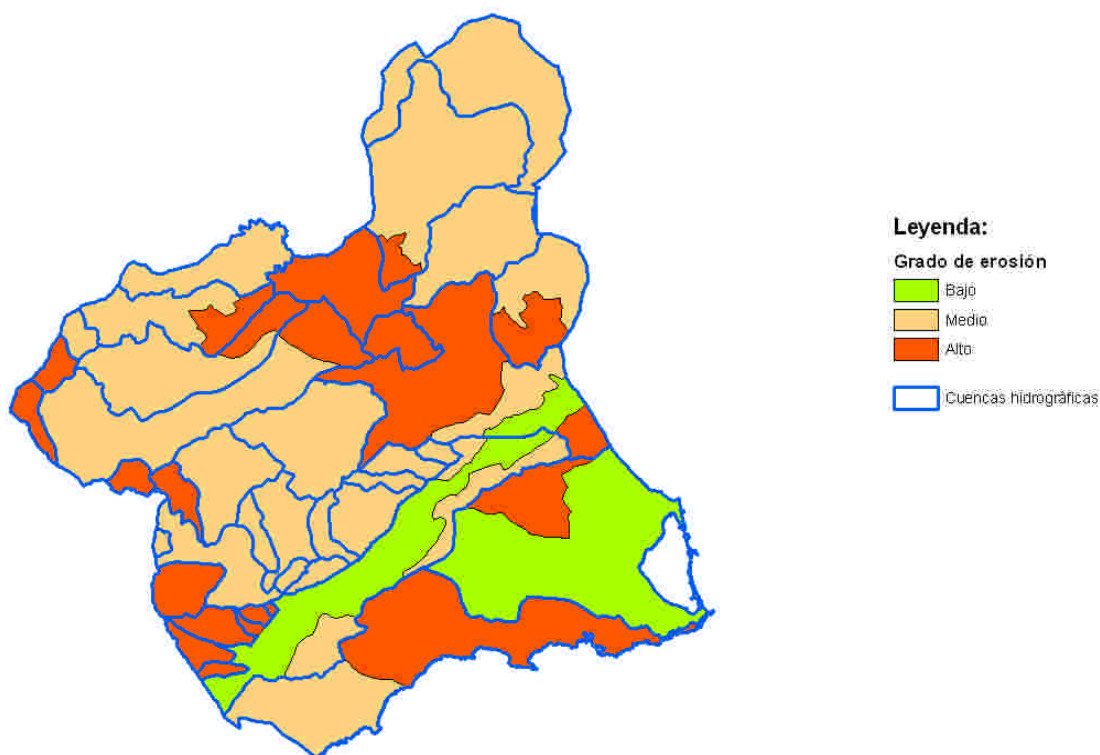 Leyenda:
Grado de erosión
Bajo
Medio
Alto
Cuencas hidrográficas